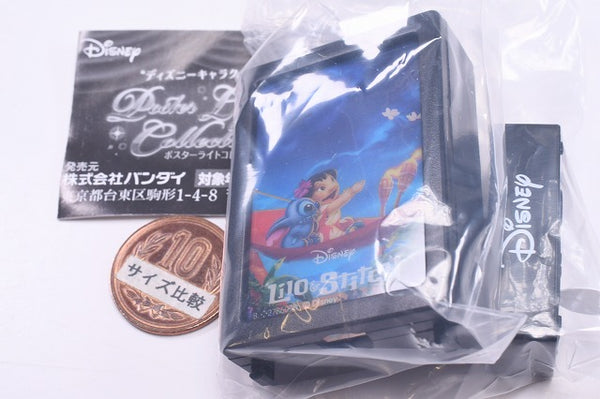 Disney
"ディズニーキャラク
Poster Li
Collecti
ポスターライトコレ
発売元
株式会社バンダイ 対象
東京都台東区駒形1-4-8
10
サイズ比較
Disney
Lilo & Stitch
Disney